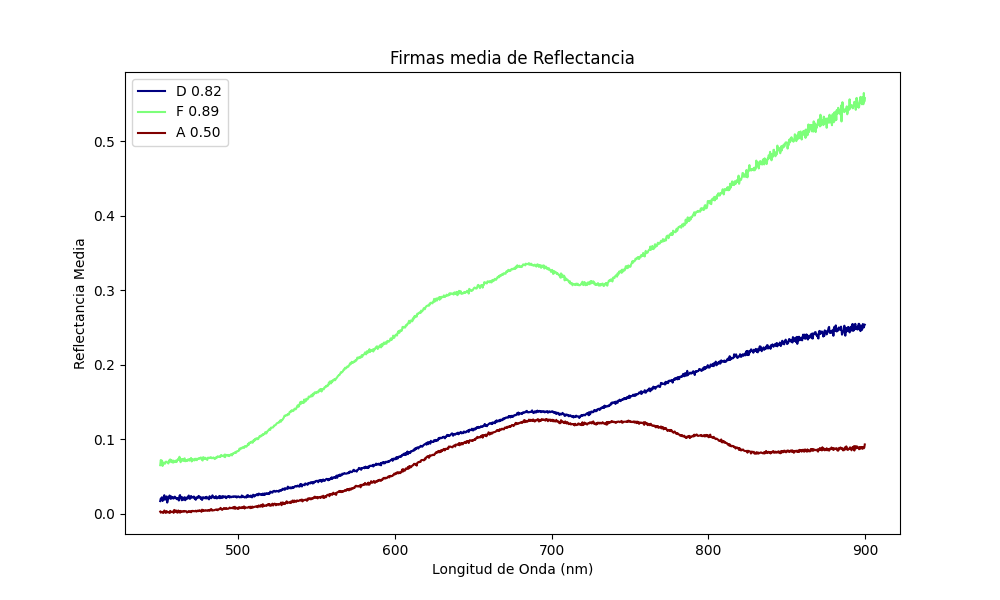 Firmas media de Reflectancia
D 0.82
F 0.89
A 0.50
Reflectancia Media
0.5
0.4
0.3
0.2
0.1
0.0
500 600 700 800 900
Longitud de Onda (nm)